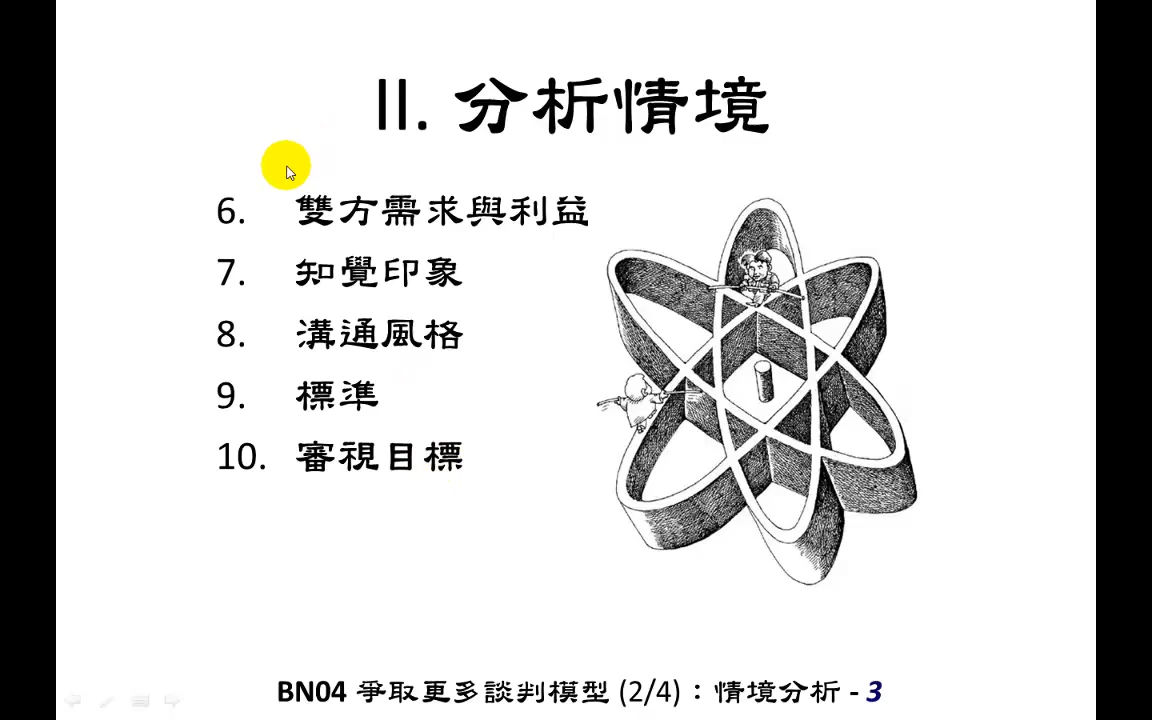 II. 分析情境
6. 雙方需求與利益
7. 知覺印象
8. 溝通風格
9. 標準
10. 審視目標
BN04 爭取更多談判模型 (2/4)：情境分析 - 3